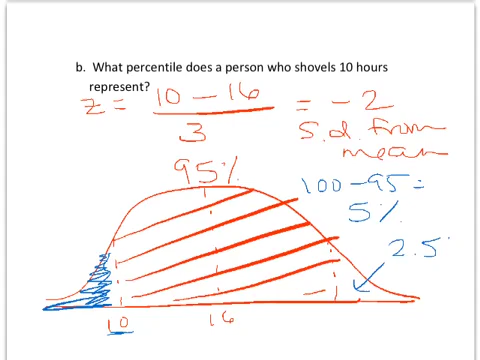 b. What percentile does a person who shovels 10 hours
represent?
z = 10 - 16 / 3 = - 2
s.d. from
mean
95%
100 - 95 =
5%
2.5
10
16